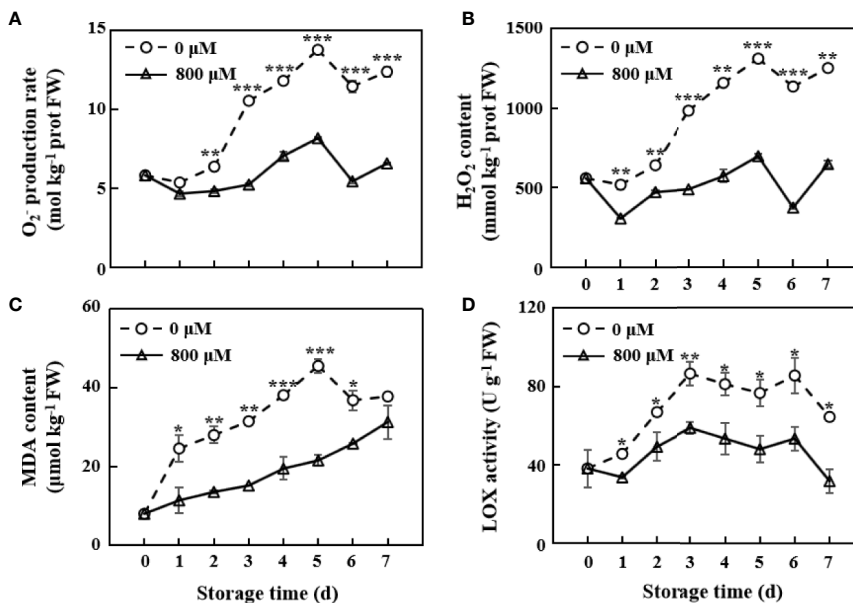 A
15
10
5
0
O₂⁻ production rate
(mol kg⁻¹ prot FW)
0 μM
800 μM
**
***
***
***
***
***
B
1500
1000
500
0
H₂O₂ content
(mmol kg⁻¹ prot FW)
0 μM
800 μM
**
**
***
**
***
***
**
0 1 2 3 4 5 6 7
C
60
40
20
0
MDA content
(μmol kg⁻¹ FW)
0 μM
800 μM
*
**
**
***
***
*
0 1 2 3 4 5 6 7
Storage time (d)
D
120
80
40
0
LOX activity (U g⁻¹ FW)
0 μM
800 μM
*
*
**
*
*
*
*
0 1 2 3 4 5 6 7
Storage time (d)